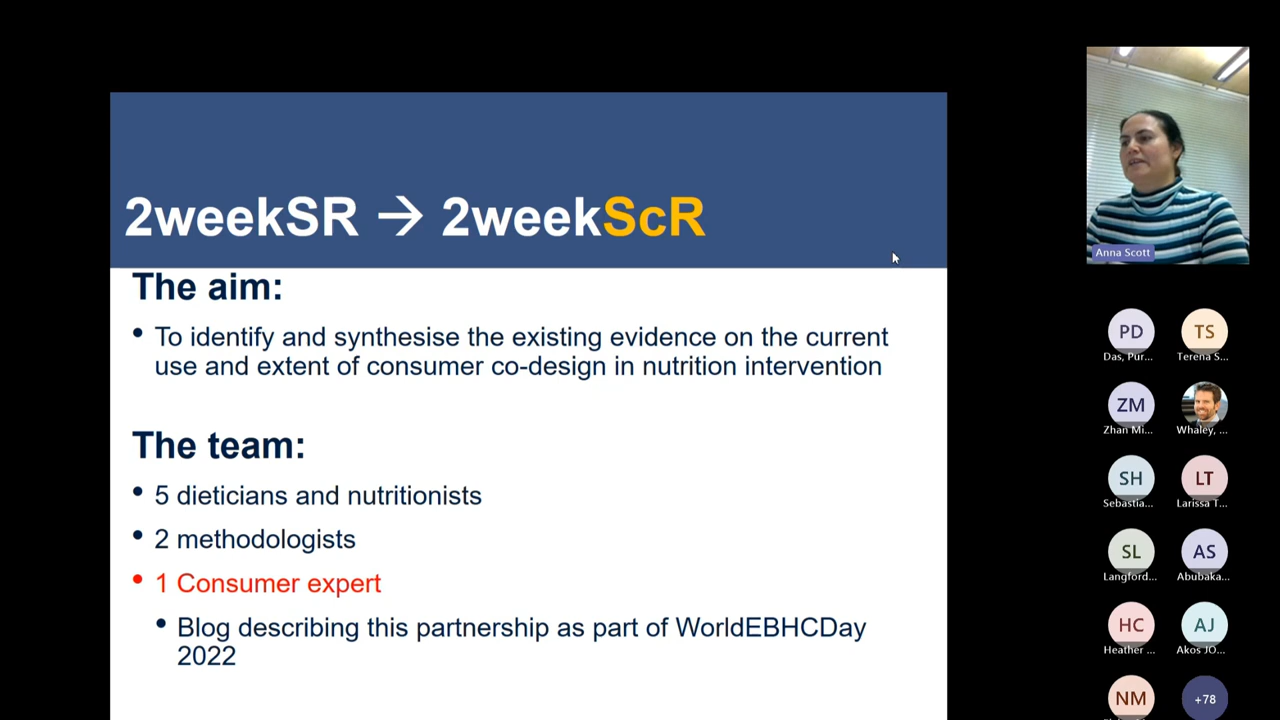 2weekSR → 2weekScR
The aim:
• To identify and synthesise the existing evidence on the current
use and extent of consumer co-design in nutrition intervention
The team:
• 5 dieticians and nutritionists
• 2 methodologists
• 1 Consumer expert
• Blog describing this partnership as part of WorldEBHCDay
2022
Anna Scott
PD TS
Das, Pur... Terena S...
ZM
Zhan Mi... Whaley, ...
SH LT
Sebastia... Larissa T...
SL AS
Langford... Abubaka...
HC AJ
Heather ... Akos JO...
NM +78